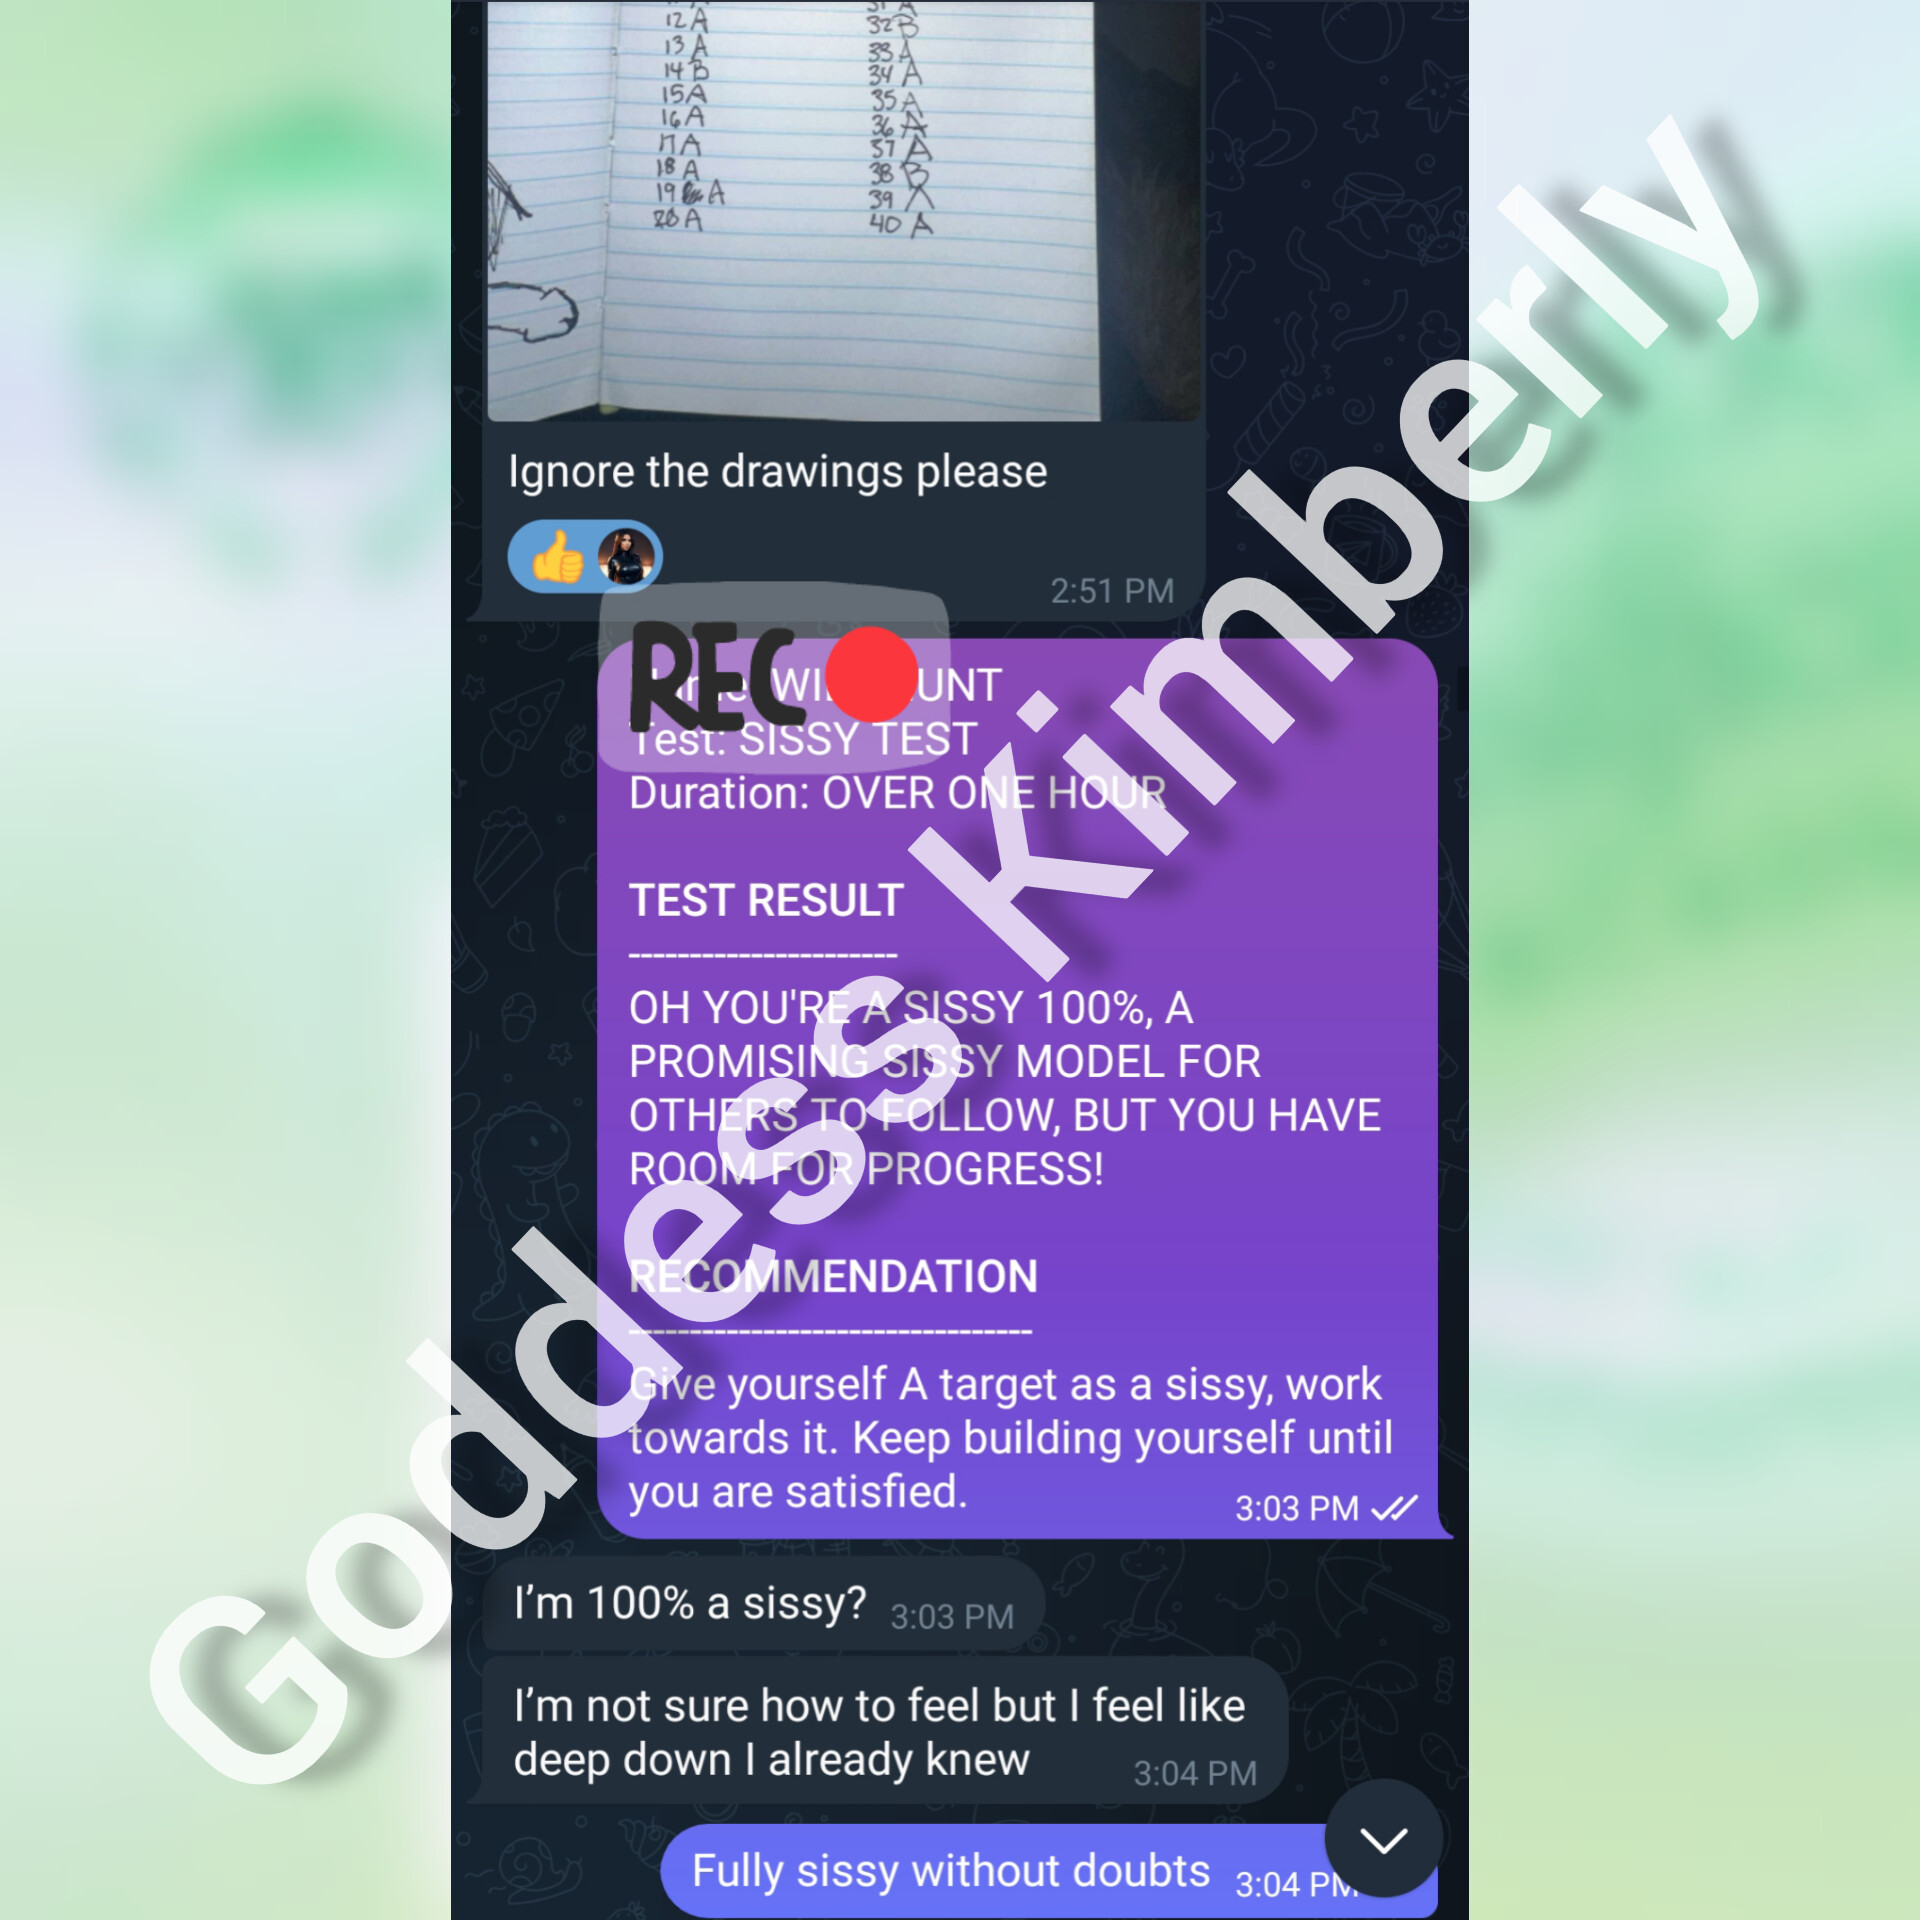 12 A
13 A
14 B
15 A
16 A
17 A
18 A
19 A
20 A
31 A
32 B
33 A
34 A
35 A
36 A
37 A
38 B
39 A
40 A
Ignore the drawings please
2:51 PM
REC
Test: SISSY TEST
Duration: OVER ONE HOUR
TEST RESULT
----------------------
OH YOU'RE A SISSY 100%, A
PROMISING SISSY MODEL FOR
OTHERS TO FOLLOW, BUT YOU HAVE
ROOM FOR PROGRESS!
RECOMMENDATION
---------------------------------
Give yourself A target as a sissy, work
towards it. Keep building yourself until
you are satisfied.
3:03 PM
I’m 100% a sissy? 3:03 PM
I’m not sure how to feel but I feel like
deep down I already knew 3:04 PM
Fully sissy without doubts 3:04 PM
Goddess Kimberly